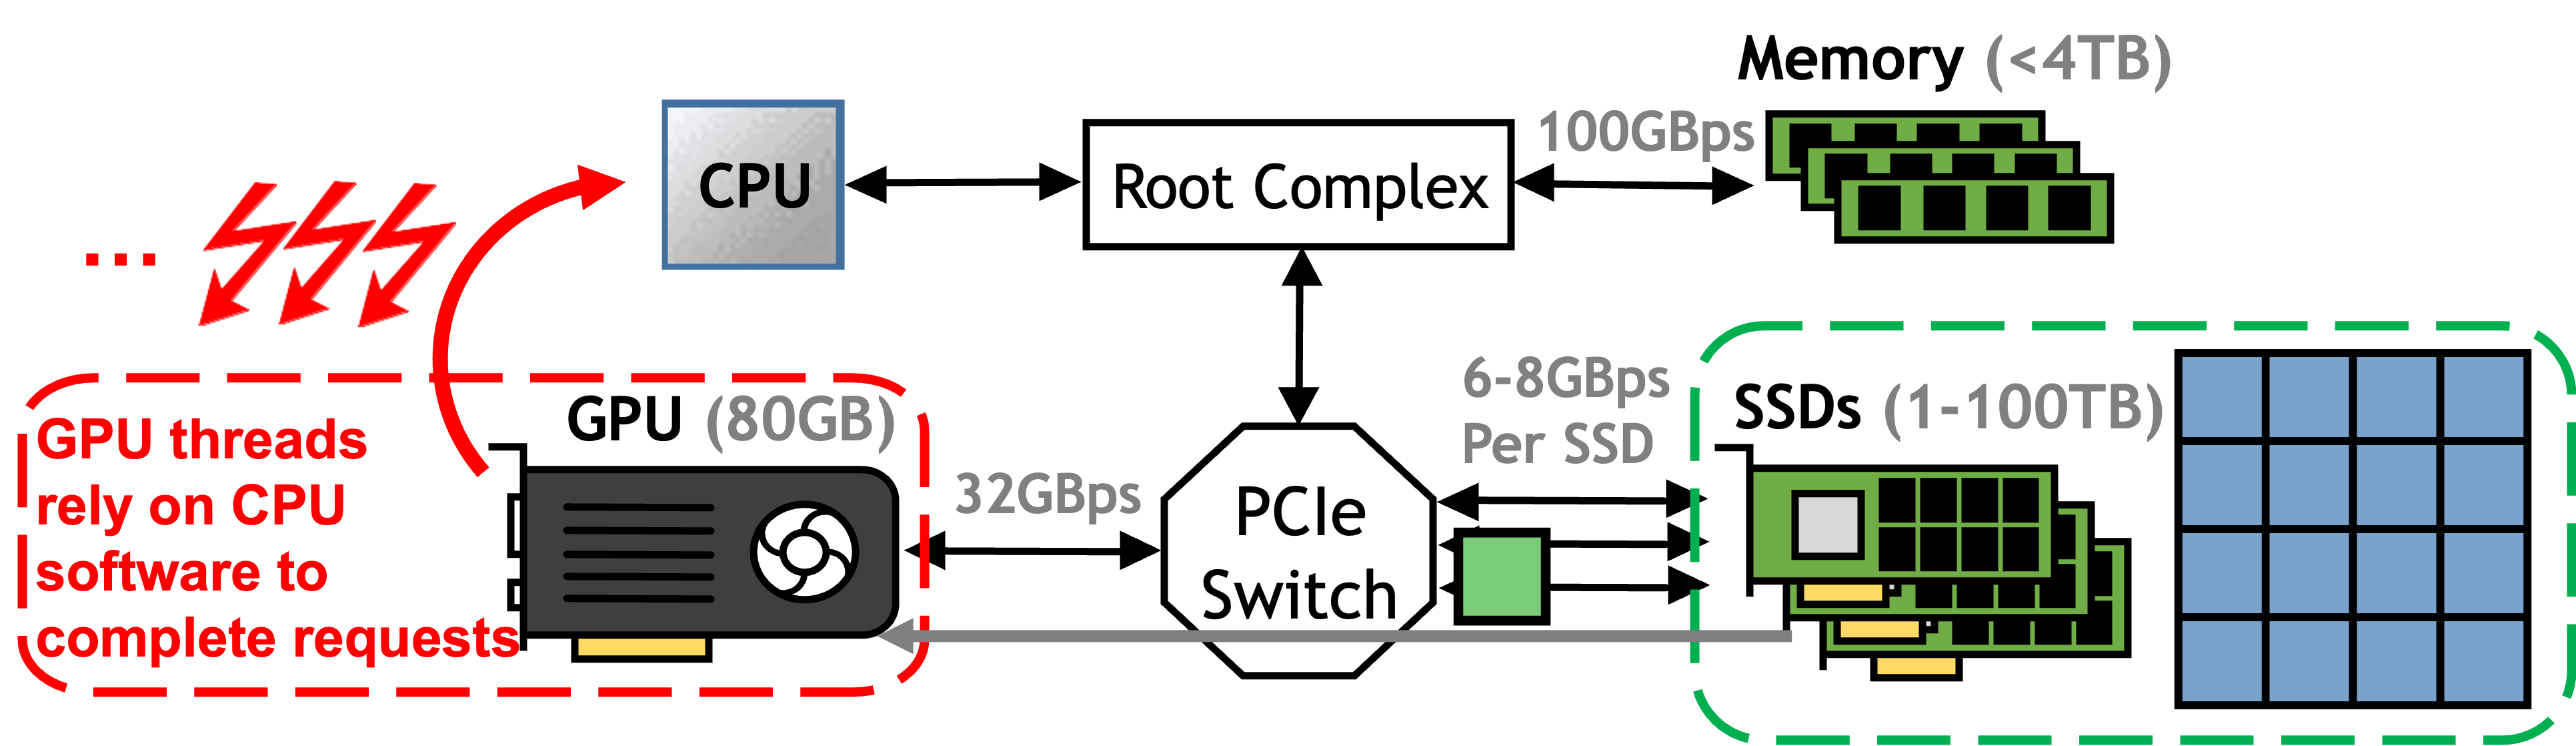 Memory (<4TB)
100GBps
CPU
Root Complex
...
6-8GBps
Per SSD
SSDs (1-100TB)
GPU (80GB)
GPU threads
rely on CPU
software to
complete requests
32GBps
PCIe
Switch